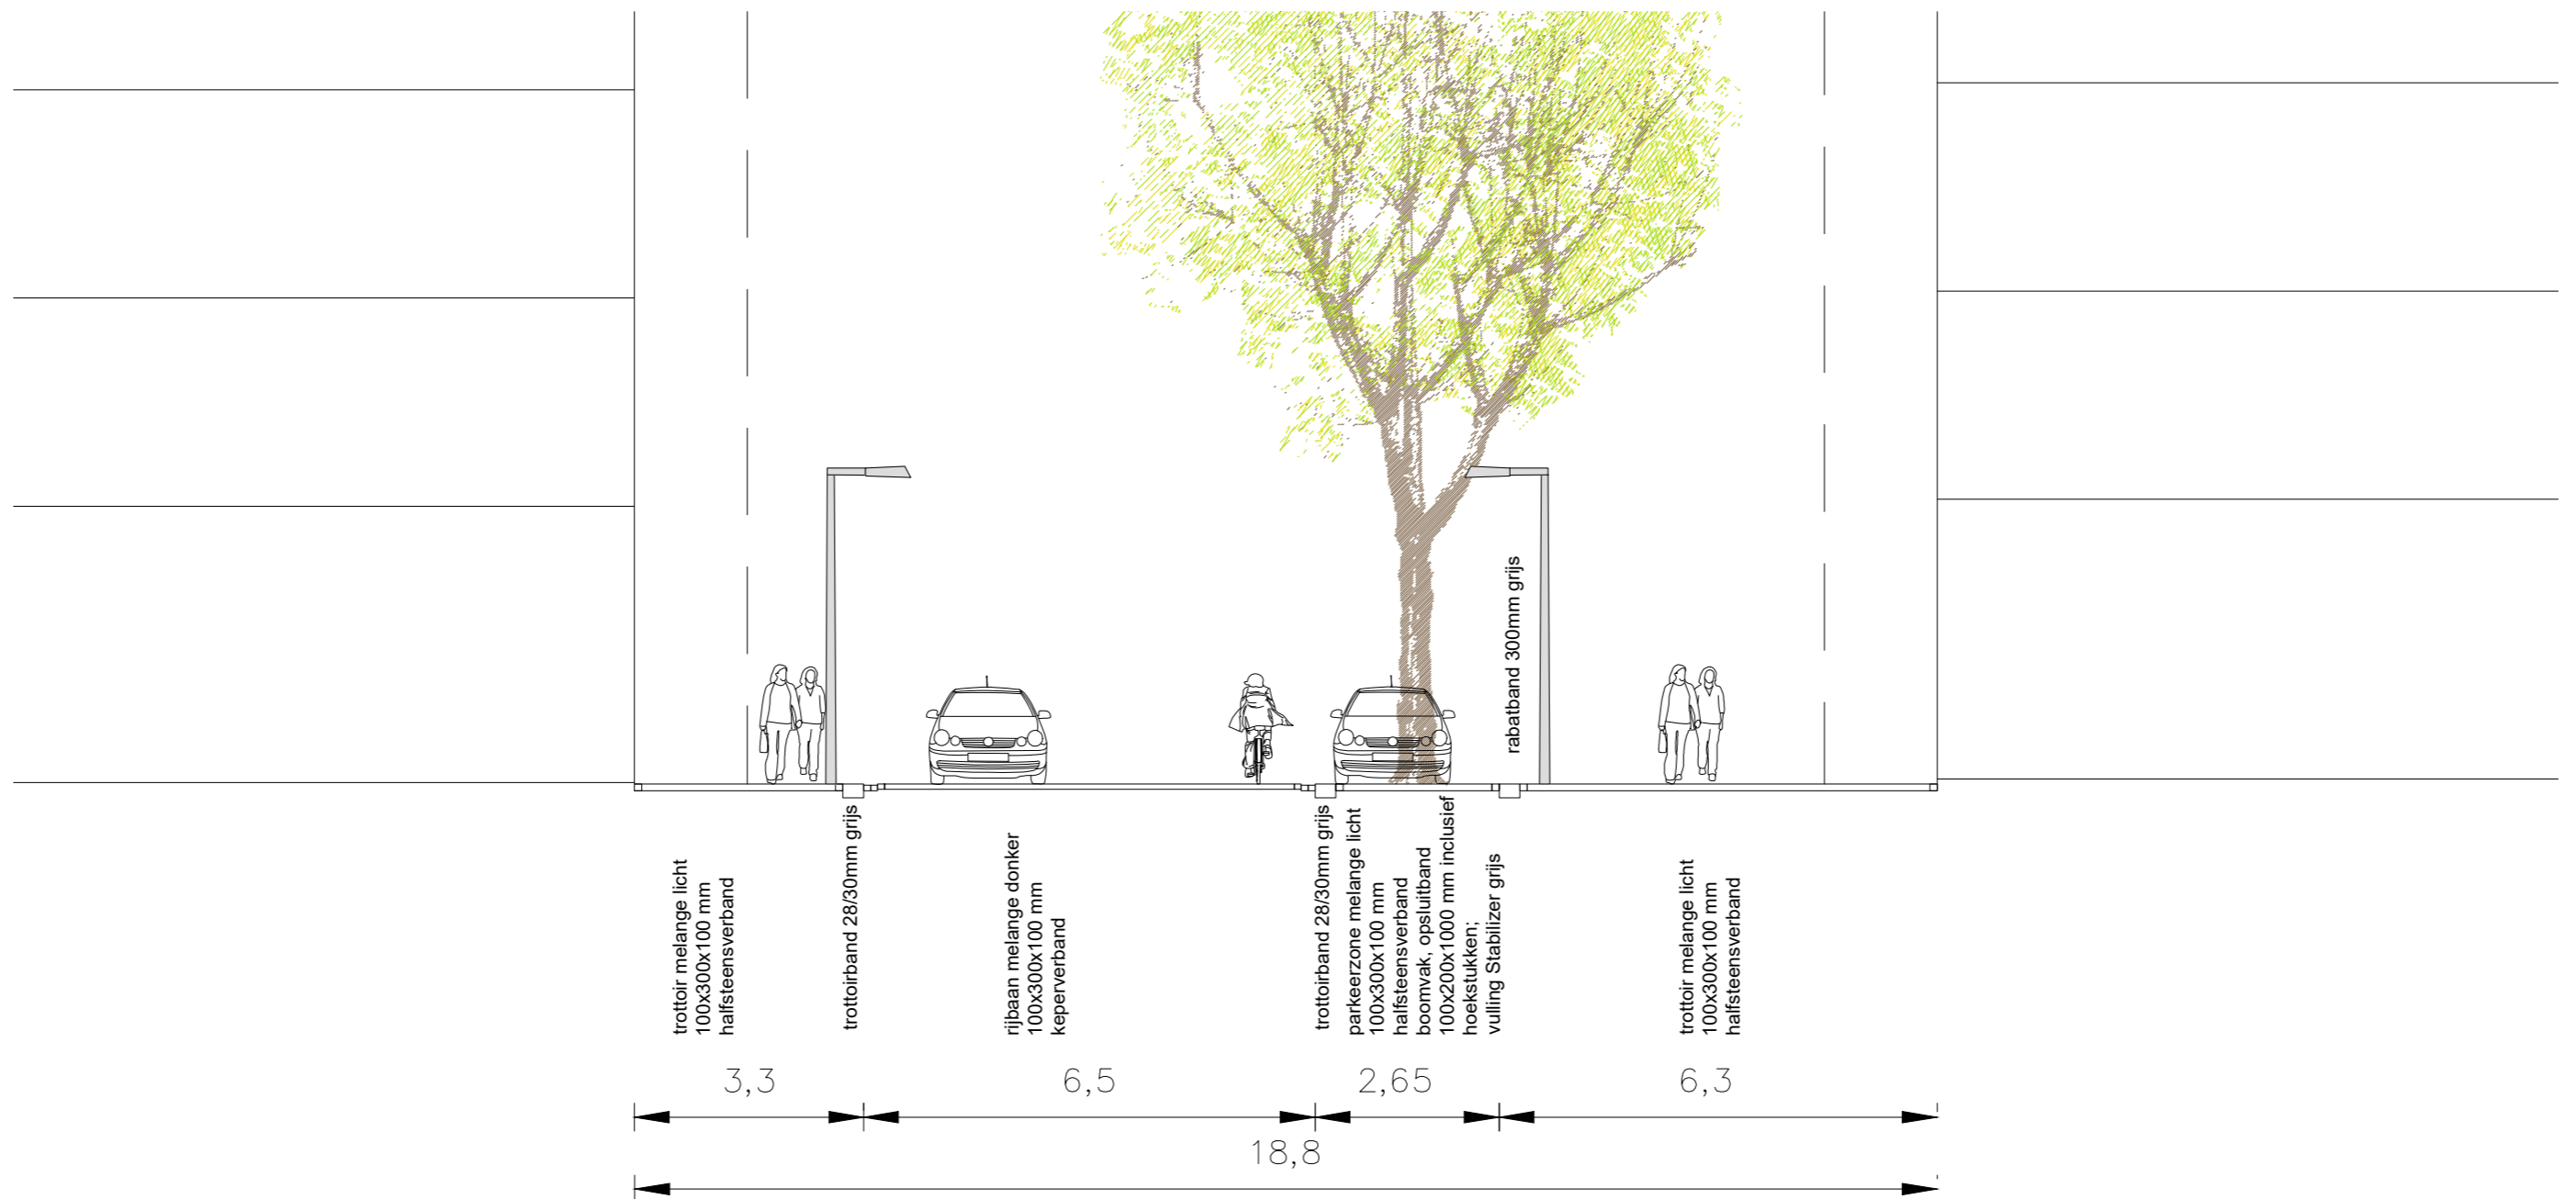 rabatband 300mm grijs
trottoir melange licht
100x300x100 mm
halfsteensverband
trottoirband 28/30mm grijs
rijbaan melange donker
100x300x100 mm
keperverband
trottoirband 28/30mm grijs
parkeerzone melange licht
100x300x100 mm
halfsteensverband
boomvak, opsluitband
100x200x1000 mm inclusief
hoekstukken;
vulling Stabilizer grijs
trottoir melange licht
100x300x100 mm
halfsteensverband
3,3
6,5
2,65
6,3
18,8